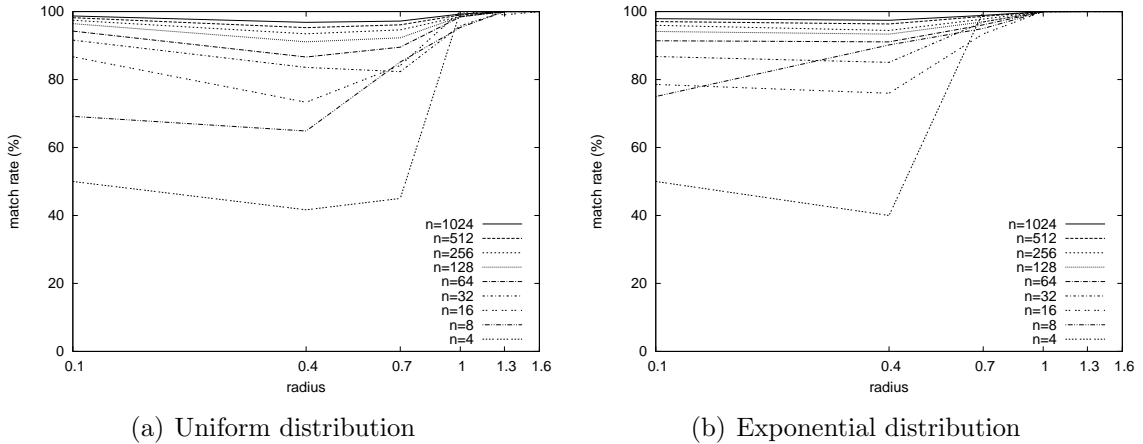 100
80
60
40
20
0
match rate (%)
n=1024
n=512
n=256
n=128
n=64
n=32
n=16
n=8
n=4
0.1 0.4 0.7 1 1.3 1.6
radius
(a) Uniform distribution
100
80
60
40
20
0
match rate (%)
n=1024
n=512
n=256
n=128
n=64
n=32
n=16
n=8
n=4
0.1 0.4 0.7 1 1.3 1.6
radius
(b) Exponential distribution